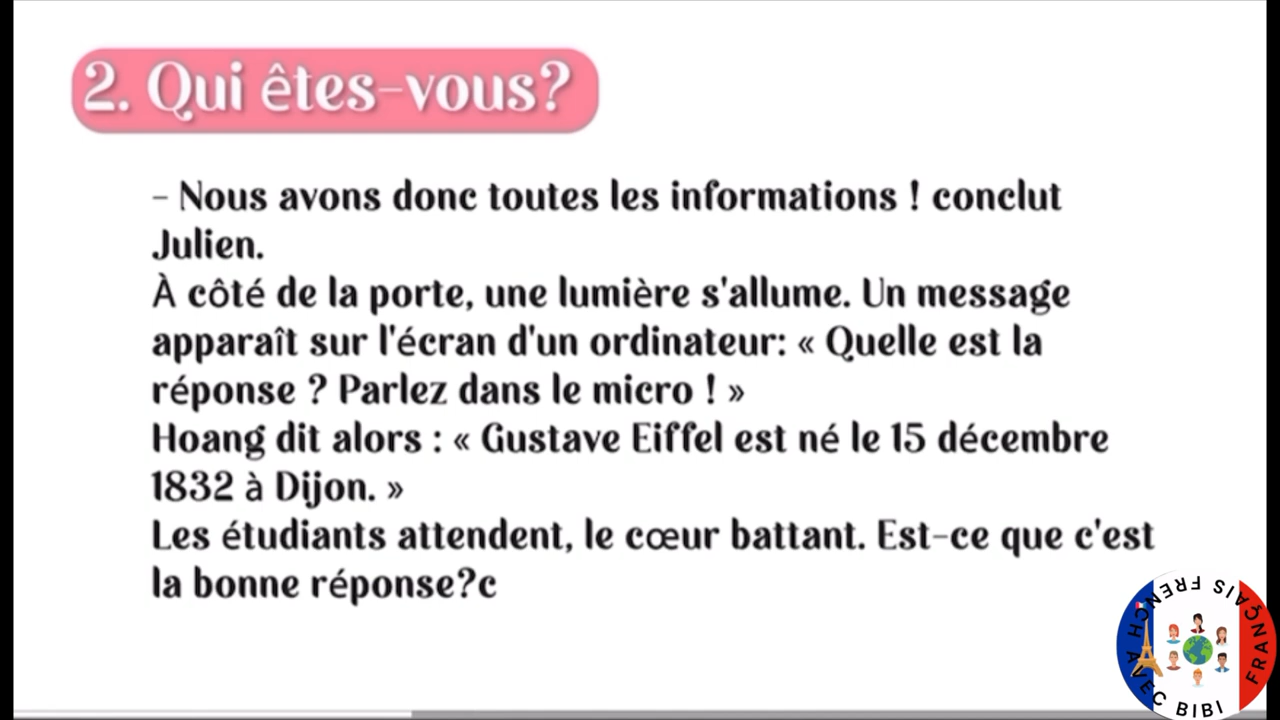 2. Qui êtes-vous?
- Nous avons donc toutes les informations ! conclut
Julien.
À côté de la porte, une lumière s'allume. Un message
apparaît sur l'écran d'un ordinateur: « Quelle est la
réponse ? Parlez dans le micro ! »
Hoang dit alors : « Gustave Eiffel est né le 15 décembre
1832 à Dijon. »
Les étudiants attendent, le cœur battant. Est-ce que c'est
la bonne réponse?c
FRENCH AVEC BIBI FRANÇAIS